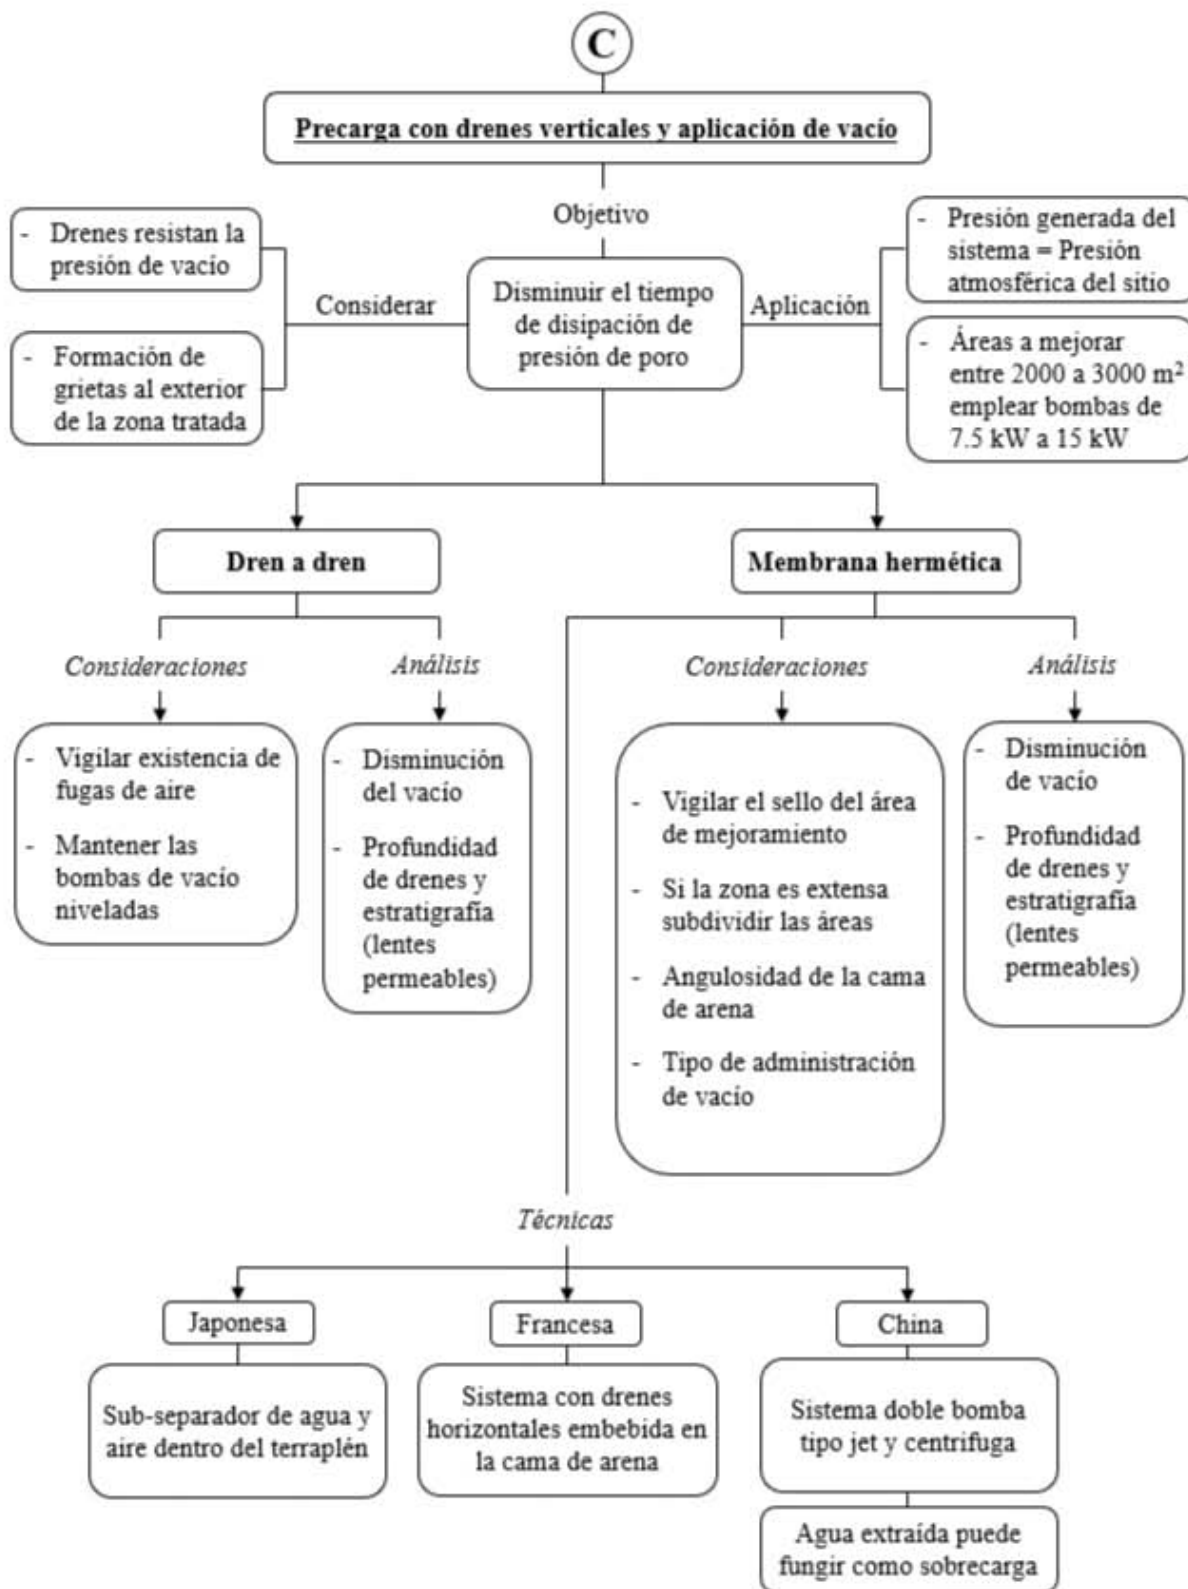 C
Precarga con drenes verticales y aplicación de vacío
Objetivo
- Drenes resistan la
presión de vacío
- Formación de
grietas al exterior
de la zona tratada
Considerar
Disminuir el tiempo
de disipación de
presión de poro
Aplicación
- Presión generada del
sistema = Presión
atmosférica del sitio
- Áreas a mejorar
entre 2000 a 3000 m²
emplear bombas de
7.5 kW a 15 kW
Dren a dren
Consideraciones
- Vigilar existencia de
fugas de aire
- Mantener las
bombas de vacío
niveladas
Análisis
- Disminución
del vacío
- Profundidad
de drenes y
estratigrafía
(lentes
permeables)
Membrana hermética
Consideraciones
- Vigilar el sello del área
de mejoramiento
- Si la zona es extensa
subdividir las áreas
- Angulosidad de la cama
de arena
- Tipo de administración
de vacío
Análisis
- Disminución
de vacío
- Profundidad
de drenes y
estratigrafía
(lentes
permeables)
Técnicas
Japonesa
Sub-separador de agua y
aire dentro del terraplén
Francesa
Sistema con drenes
horizontales embebida en
la cama de arena
China
Sistema doble bomba
tipo jet y centrifuga
Agua extraída puede
fungir como sobrecarga